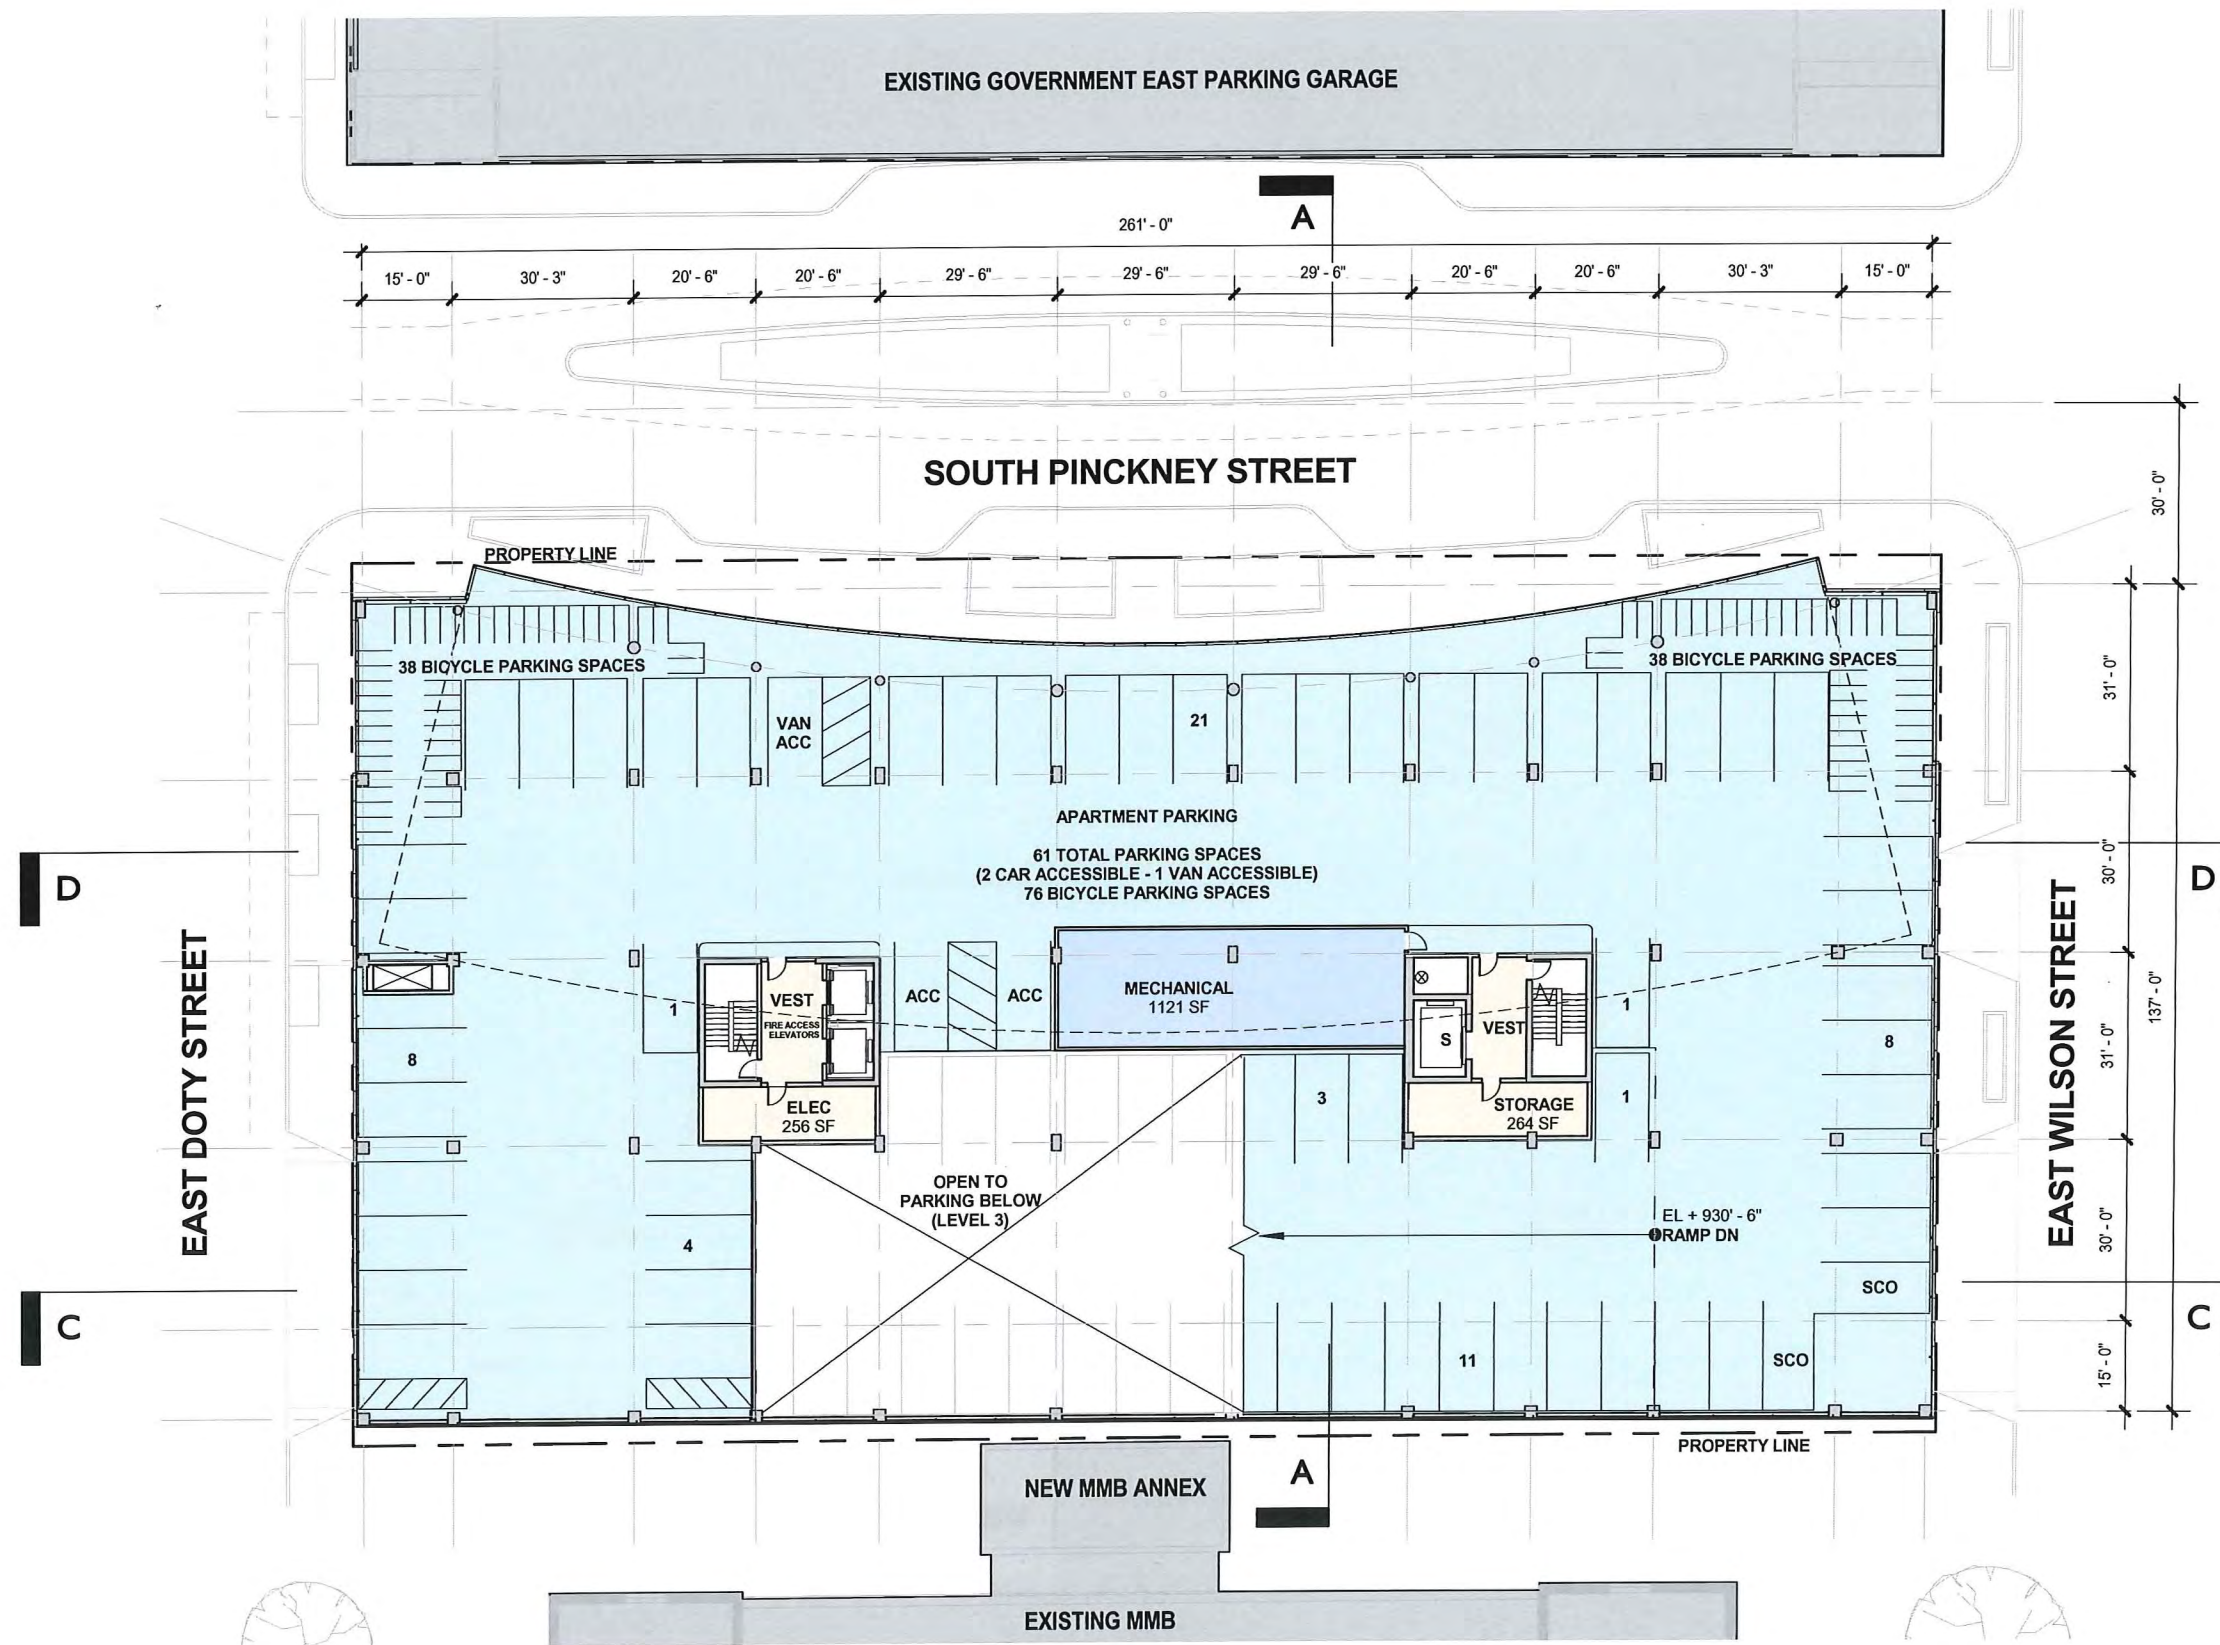 EXISTING GOVERNMENT EAST PARKING GARAGE
A
261' - 0"
15' - 0"
30' - 3"
20' - 6"
20' - 6"
29' - 6"
29' - 6"
29' - 6"
20' - 6"
20' - 6"
30' - 3"
15' - 0"
SOUTH PINCKNEY STREET
30' - 0"
PROPERTY LINE
38 BICYCLE PARKING SPACES
38 BICYCLE PARKING SPACES
31' - 0"
VAN
ACC
21
APARTMENT PARKING
61 TOTAL PARKING SPACES
(2 CAR ACCESSIBLE - 1 VAN ACCESSIBLE)
76 BICYCLE PARKING SPACES
D
D
30' - 0"
EAST DOTY STREET
EAST WILSON STREET
137' - 0"
1
VEST
FIRE ACCESS
ELEVATORS
ACC
ACC
MECHANICAL
1121 SF
S
VEST
1
8
8
31' - 0"
ELEC
256 SF
3
STORAGE
264 SF
1
OPEN TO
PARKING BELOW
(LEVEL 3)
4
EL + 930' - 6"
RAMP DN
30' - 0"
SCO
C
C
11
SCO
15' - 0"
PROPERTY LINE
A
NEW MMB ANNEX
EXISTING MMB